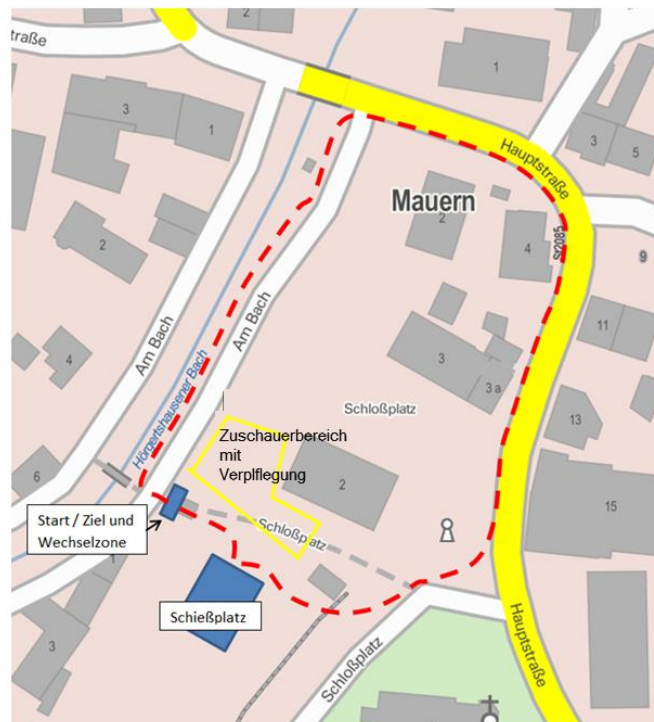 straße
2
1
3
1
Hauptstraße
3
5
Mauern
2
2
4
St2085
9
Am Bach
Am Bach
11
4
3
3 a
Hörgertshausener Bach
Schloßplatz
13
Zuschauerbereich
mit
Verplflegung
6
2
15
Start / Ziel und
Wechselzone
Schloßplatz
1
Schießplatz
Hauptstraße
3
Schloßplatz